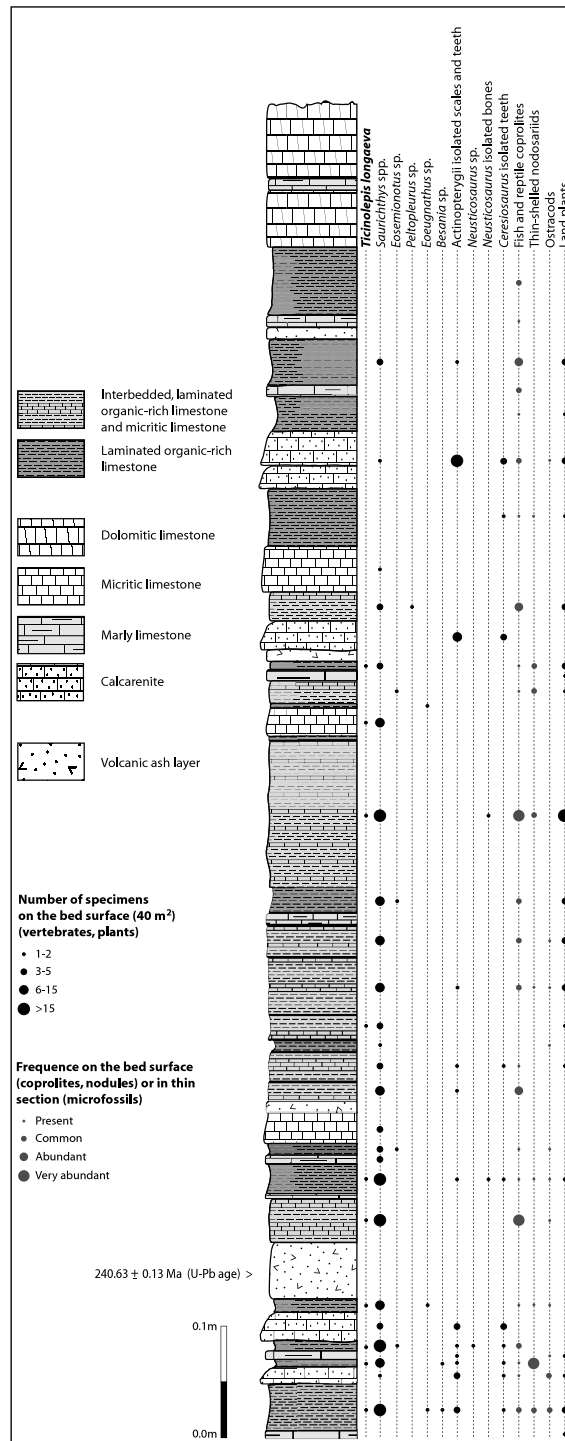 Ticinolepis longaeva
Saurichthys spp.
Eosemionotus sp.
Peltopleurus sp.
Eoeugnathus sp.
Besania sp.
Actinopterygii isolated scales and teeth
Neusticosaurus sp.
Neusticosaurus isolated bones
Ceresiosaurus isolated teeth
Fish and reptile coprolites
Thin-shelled nodosariids
Ostracods
Land plants
Interbedded, laminated
organic-rich limestone
and micritic limestone
Laminated organic-rich
limestone
Dolomitic limestone
Micritic limestone
Marly limestone
Calcarenite
Volcanic ash layer
Number of specimens
on the bed surface (40 m²)
(vertebrates, plants)
1-2
3-5
6-15
>15
Frequence on the bed surface
(coprolites, nodules) or in thin
section (microfossils)
Present
Common
Abundant
Very abundant
240.63 ± 0.13 Ma (U-Pb age) >
0.1m
0.0m